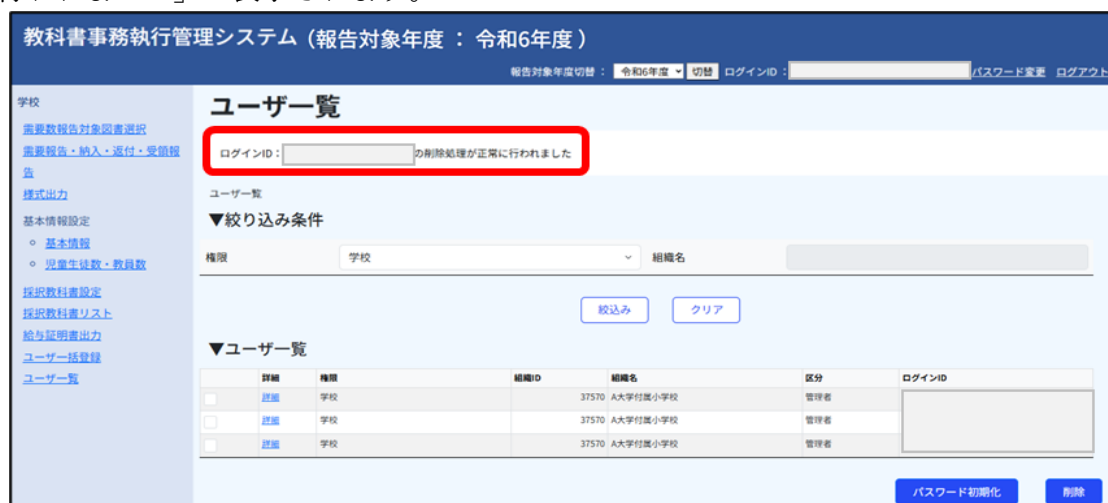 教科書事務執行管理システム (報告対象年度 ： 令和6年度 )
報告対象年度切替 ： 令和6年度 切替 ログインID : パスワード変更 ログアウト
学校
需要数報告対象図書選択
需要報告・納入・返付・受領報
告
様式出力
基本情報設定
基本情報
児童生徒数・教員数
採択教科書設定
採択教科書リスト
給与証明書出力
ユーザー括登録
ユーザ一覧
ユーザ一覧
ログインID： の削除処理が正常に行われました
ユーザ一覧
▼絞り込み条件
権限 学校 組織名
絞込み クリア
▼ユーザ一覧
詳細 権限 組織ID 組織名 区分 ログインID
詳細 学校 37570 A大学付属小学校 管理者
詳細 学校 37570 A大学付属小学校 管理者
詳細 学校 37570 A大学付属小学校 管理者
パスワード初期化 削除